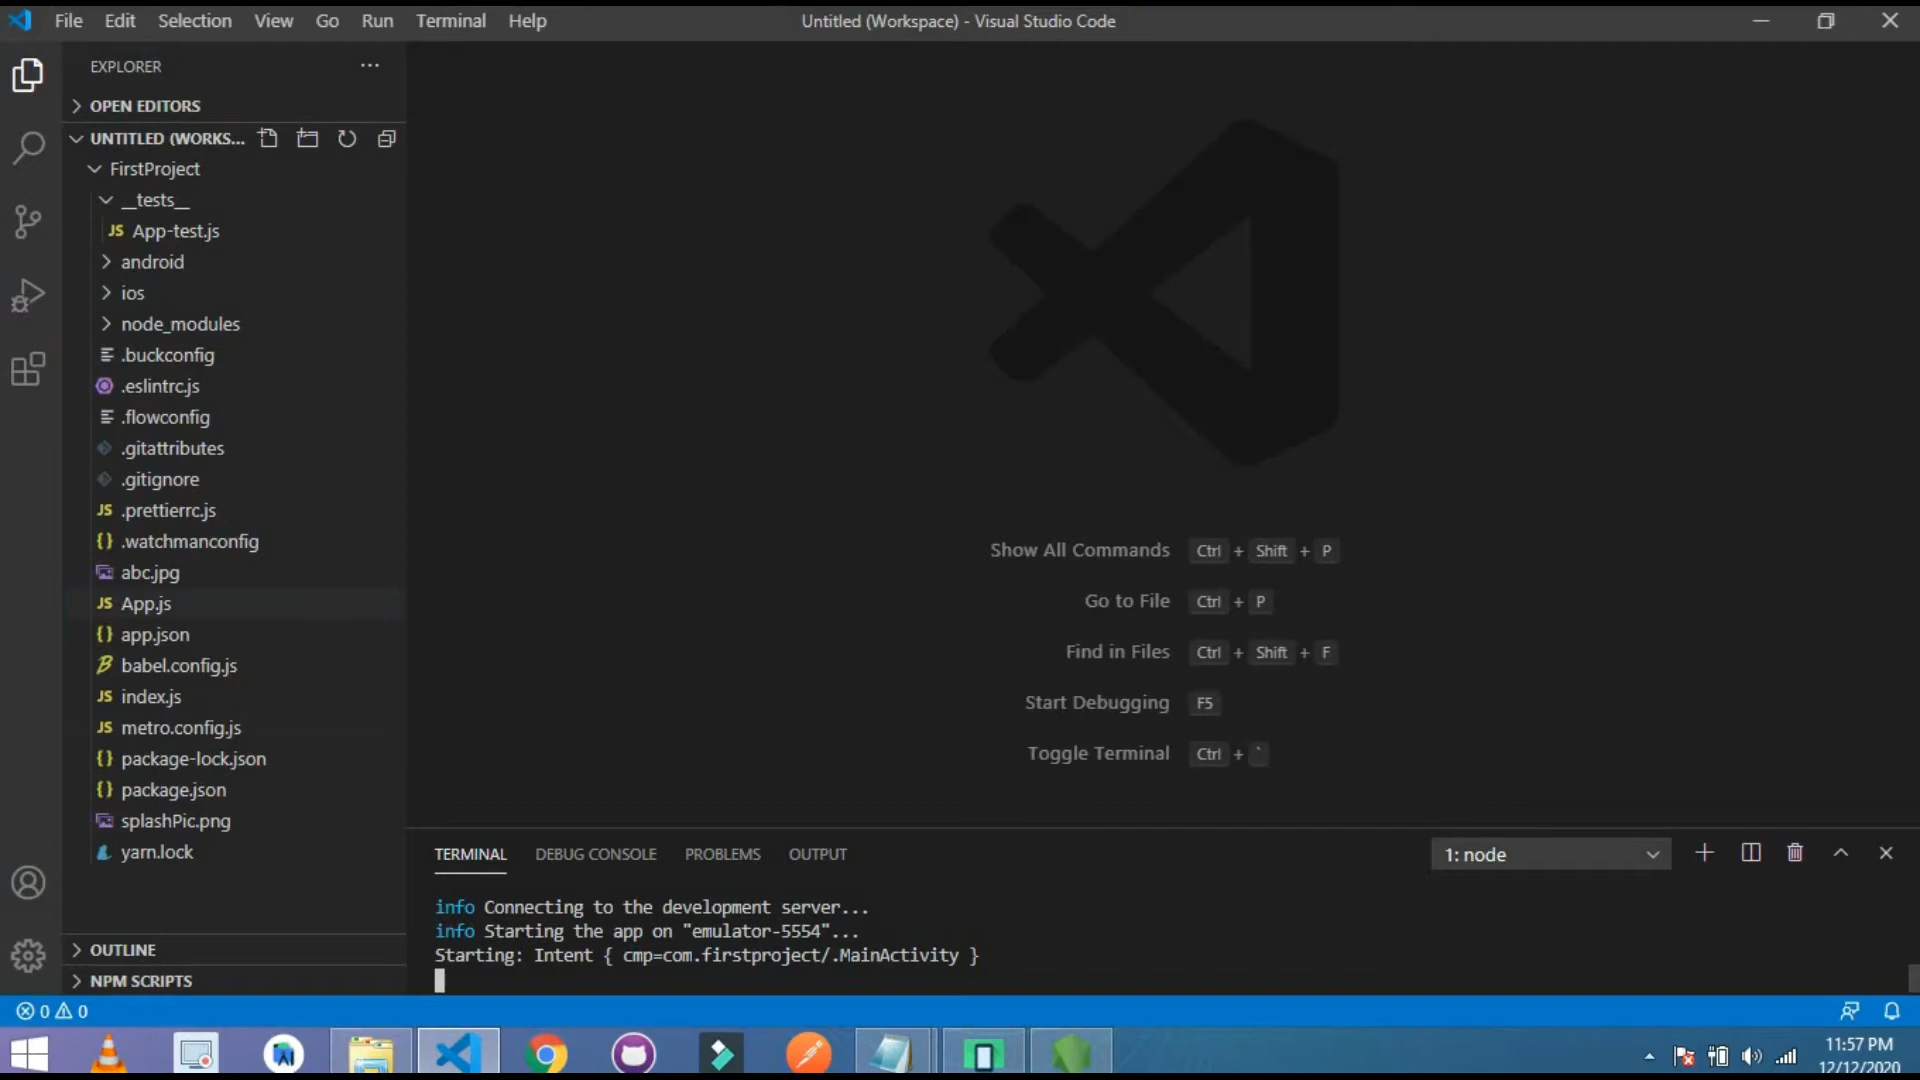 File Edit Selection View Go Run Terminal Help
Untitled (Workspace) - Visual Studio Code
EXPLORER
OPEN EDITORS
UNTITLED (WORKS...
FirstProject
__tests__
JS App-test.js
android
ios
node_modules
.buckconfig
.eslintrc.js
.flowconfig
.gitattributes
.gitignore
JS .prettierrc.js
{} .watchmanconfig
abc.jpg
JS App.js
{} app.json
babel.config.js
JS index.js
JS metro.config.js
{} package-lock.json
{} package.json
splashPic.png
yarn.lock
OUTLINE
NPM SCRIPTS
Show All Commands Ctrl + Shift + P
Go to File Ctrl + P
Find in Files Ctrl + Shift + F
Start Debugging F5
Toggle Terminal Ctrl + `
TERMINAL DEBUG CONSOLE PROBLEMS OUTPUT
1: node
info Connecting to the development server...
info Starting the app on "emulator-5554"...
Starting: Intent { cmp=com.firstproject/.MainActivity }
0 0
11:57 PM
12/12/2020